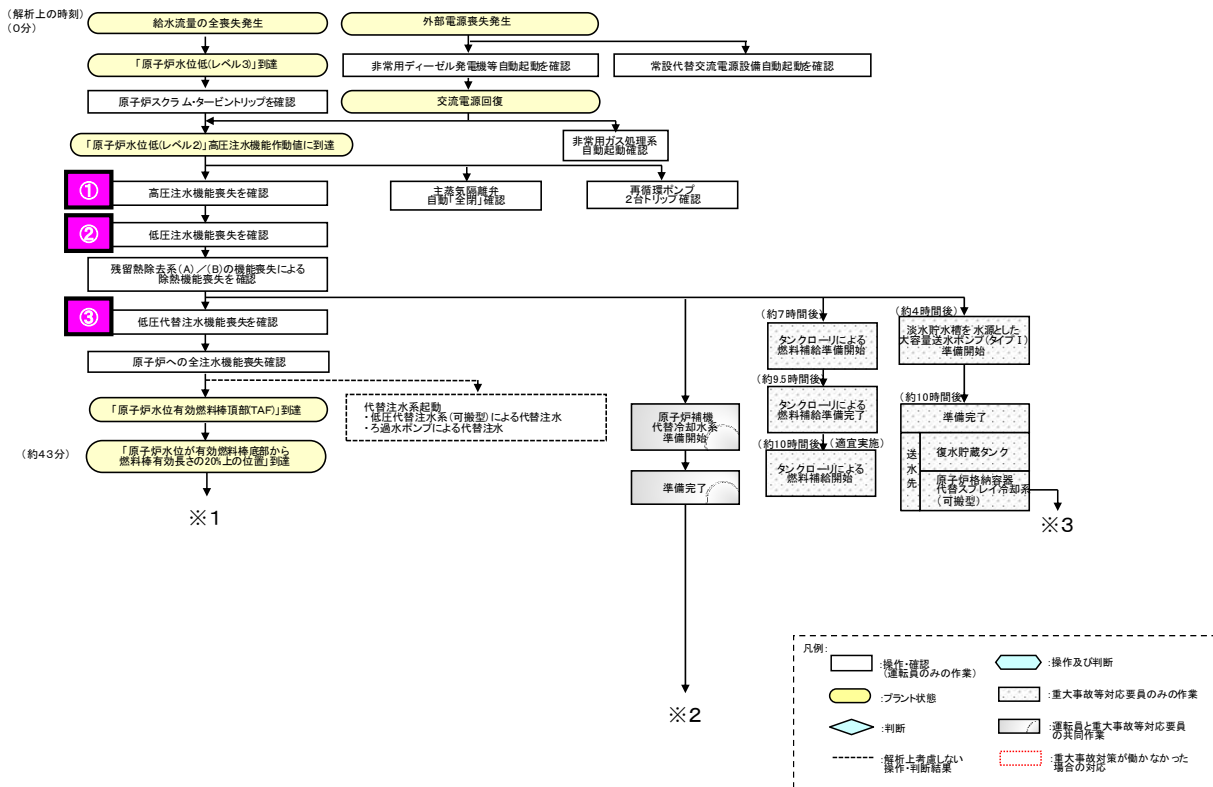 (解析上の時刻)
(0分)
給水流量の全喪失発生
外部電源喪失発生
「原子炉水位低(レベル3)」到達
非常用ディーゼル発電機等自動起動を確認
常設代替交流電源設備自動起動を確認
原子炉スクラム・タービントリップを確認
交流電源回復
「原子炉水位低(レベル2)」高圧注水機能作動値に到達
非常用ガス処理系
自動起動確認
①
高圧注水機能喪失を確認
主蒸気隔離弁
自動「全閉」確認
再循環ポンプ
2台トリップ確認
②
低圧注水機能喪失を確認
残留熱除去系(A)/(B)の機能喪失による
除熱機能喪失を確認
③
低圧代替注水機能喪失を確認
原子炉への全注水機能喪失確認
「原子炉水位有効燃料棒頂部(TAF)」到達
代替注水系起動
・低圧代替注水系(可搬型)による代替注水
・ろ過水ポンプによる代替注水
(約43分)
「原子炉水位が有効燃料棒底部から
燃料棒有効長さの20%上の位置」到達
※1
原子炉補機
代替冷却水系
準備開始
準備完了
※2
(約7時間後)
タンクローリによる
燃料補給準備開始
(約9.5時間後)
タンクローリによる
燃料補給準備完了
(約10時間後)
(適宜実施)
タンクローリによる
燃料補給開始
(約4時間後)
淡水貯水槽を水源とした
大容量送水ポンプ(タイプⅠ)
準備開始
(約10時間後)
準備完了
送水先
復水貯蔵タンク
原子炉格納容器
代替スプレイ冷却系
(可搬型)
※3
凡例:
:操作・確認
(運転員のみの作業)
:操作及び判断
:プラント状態
:重大事故等対応要員のみの作業
:判断
:運転員と重大事故等対応要員
の共同作業
:解析上考慮しない
操作・判断結果
:重大事故対策が働かなかった
場合の対応